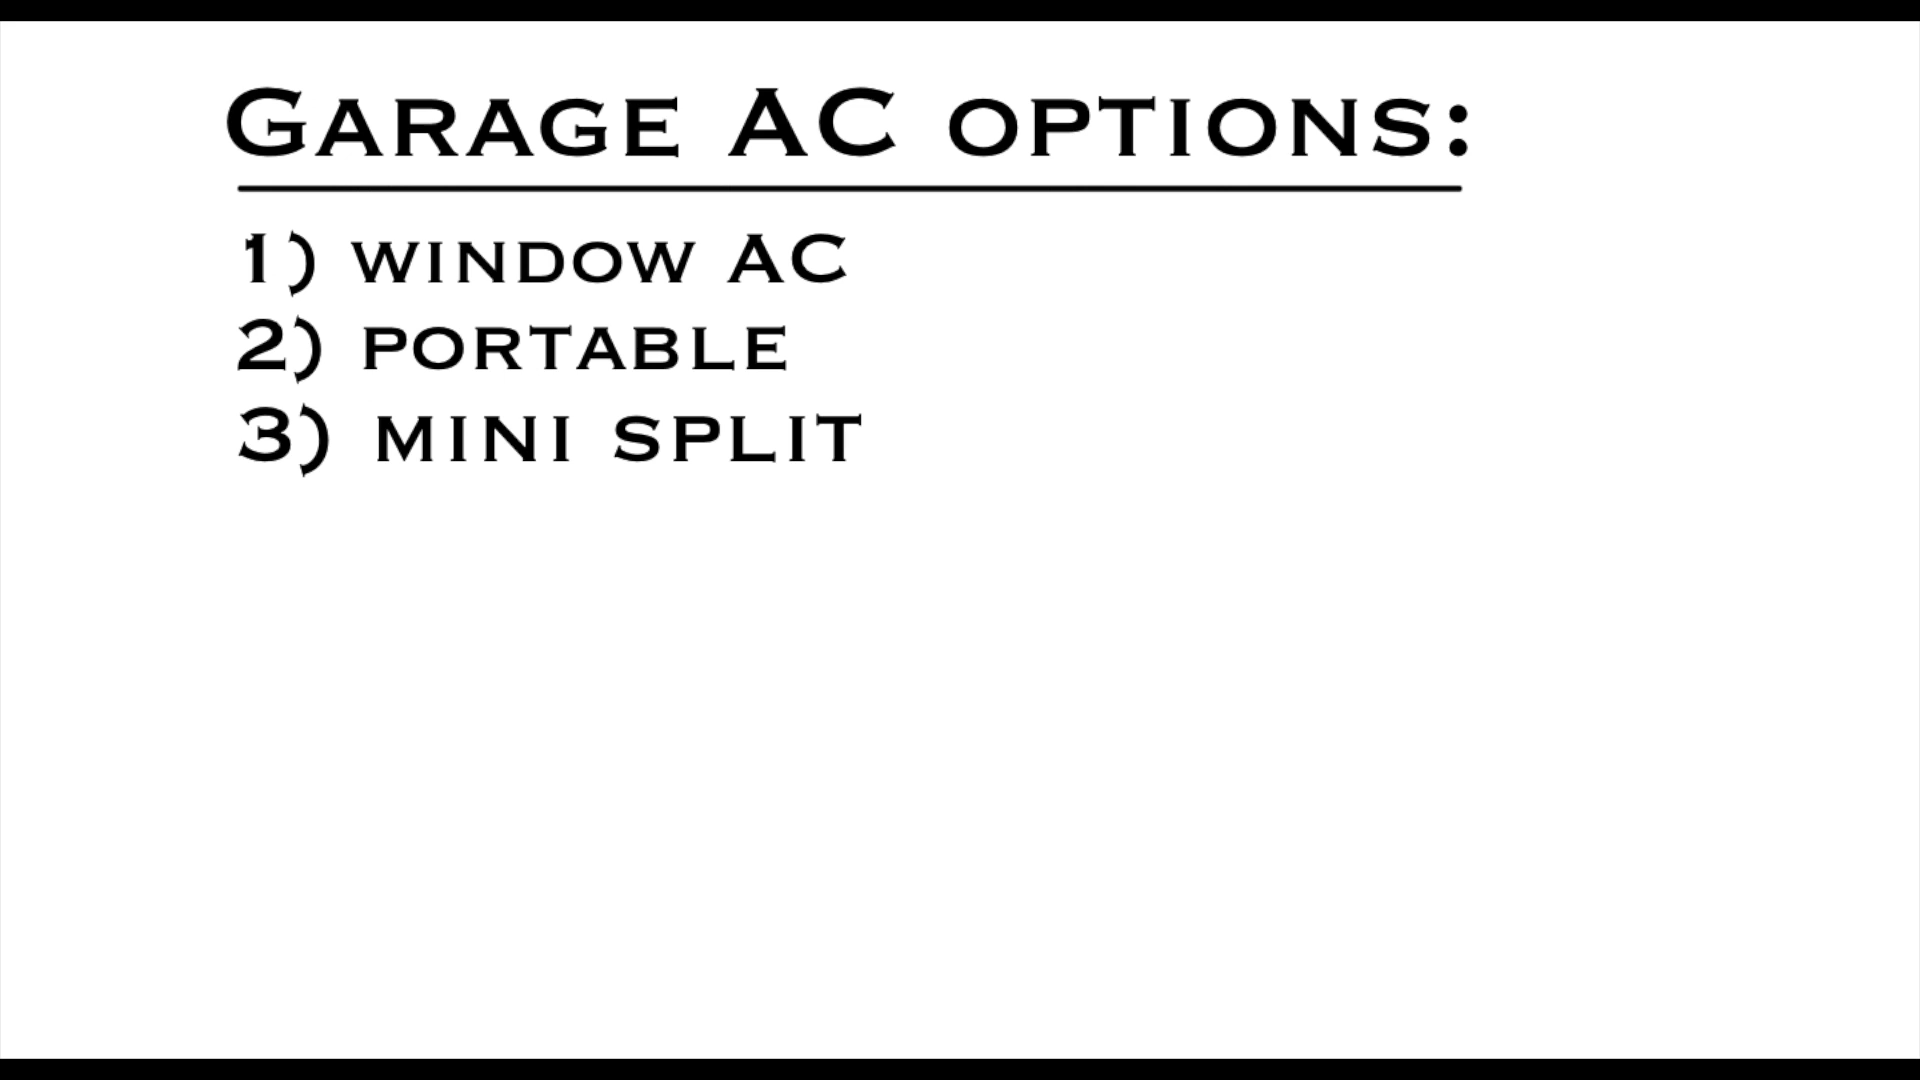 Garage AC options:
1) window AC
2) portable
3) mini split